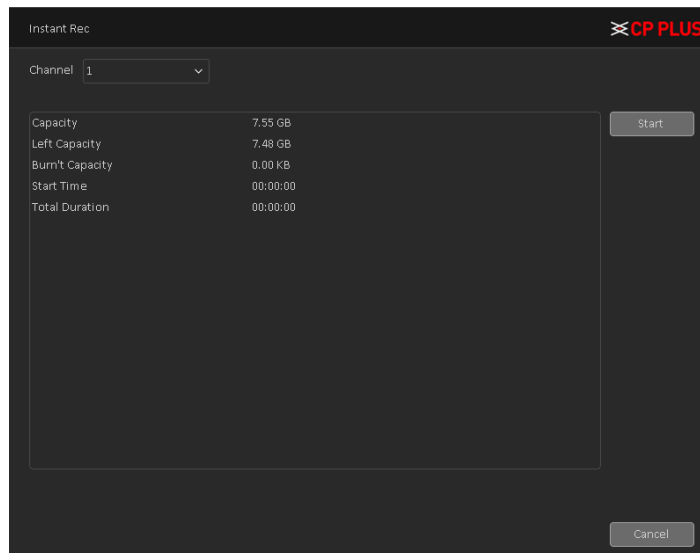 Instant Rec
CP PLUS
Channel 1
Capacity 7.55 GB
Start
Left Capacity 7.48 GB
Burn't Capacity 0.00 KB
Start Time 00:00:00
Total Duration 00:00:00
Cancel